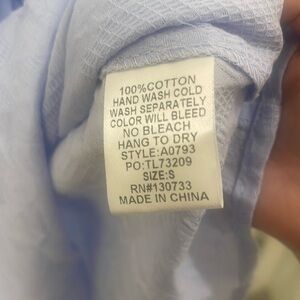 100%COTTON
HAND WASH COLD
WASH SEPARATELY
COLOR WILL BLEED
NO BLEACH
HANG TO DRY
STYLE:A0793
PO:TL73209
SIZE:S
RN#130733
MADE IN CHINA